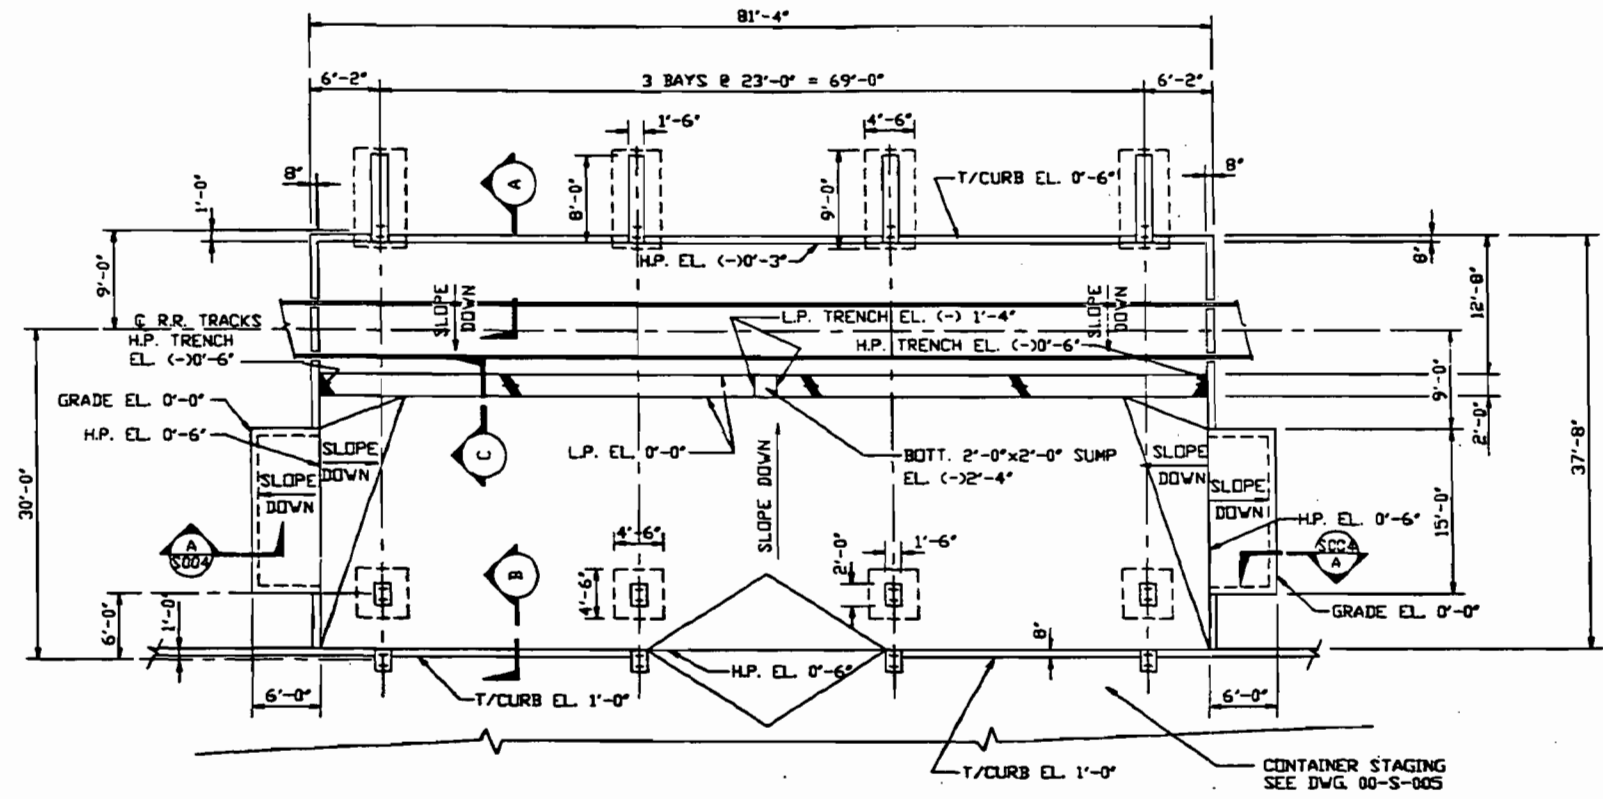 81'-4"
6'-2"
3 BAYS @ 23'-0" = 69'-0"
6'-2"
1'-6"
4'-6"
8"
A
8'-0"
9'-0"
T/CURB EL. 0'-6"
8"
1'-0"
H.P. EL. (-)0'-3"
8"
9'-0"
12'-8"
SLOPE
DOWN
SLOPE
DOWN
℄ R.R. TRACKS
H.P. TRENCH
EL. (-)0'-6"
L.P. TRENCH EL. (-) 1'-4"
H.P. TRENCH EL. (-)0'-6"
9'-0"
2'-0"
37'-8"
GRADE EL. 0'-0"
H.P. EL. 0'-6"
SLOPE
DOWN
SLOPE
DOWN
C
L.P. EL. 0'-0"
SLOPE DOWN
BOTT. 2'-0"x2'-0" SUMP
EL. (-)2'-4"
SLOPE
DOWN
SLOPE
DOWN
H.P. EL. 0'-6"
15'-0"
30'-0"
A
S004
4'-6"
4'-6"
B
2'-0"
1'-6"
S004
A
GRADE EL. 0'-0"
6'-0"
1'-0"
8"
H.P. EL. 0'-6"
6'-0"
T/CURB EL. 1'-0"
6'-0"
T/CURB EL. 1'-0"
CONTAINER STAGING
SEE DWG. 00-S-005